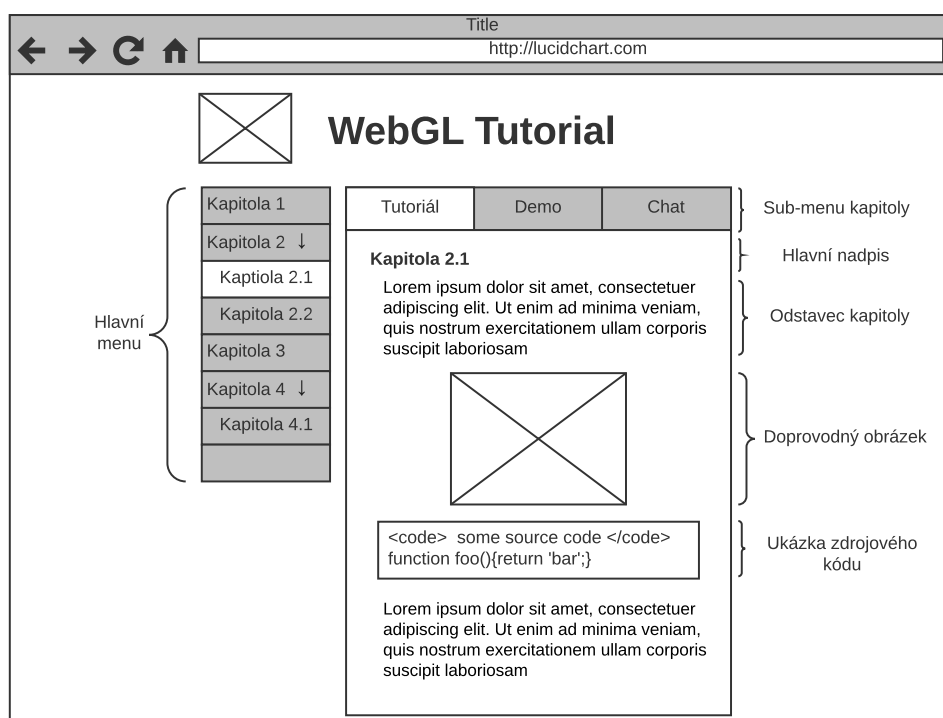 Title
http://lucidchart.com
WebGL Tutorial
Hlavní
menu
Kapitola 1
Kapitola 2 ↓
Kaptiola 2.1
Kapitola 2.2
Kapitola 3
Kapitola 4 ↓
Kapitola 4.1
Tutoriál
Demo
Chat
Kapitola 2.1
Lorem ipsum dolor sit amet, consectetuer
adipiscing elit. Ut enim ad minima veniam,
quis nostrum exercitationem ullam corporis
suscipit laboriosam
<code>  some source code </code>
function foo(){return 'bar';}
Lorem ipsum dolor sit amet, consectetuer
adipiscing elit. Ut enim ad minima veniam,
quis nostrum exercitationem ullam corporis
suscipit laboriosam
Sub-menu kapitoly
Hlavní nadpis
Odstavec kapitoly
Doprovodný obrázek
Ukázka zdrojového
kódu